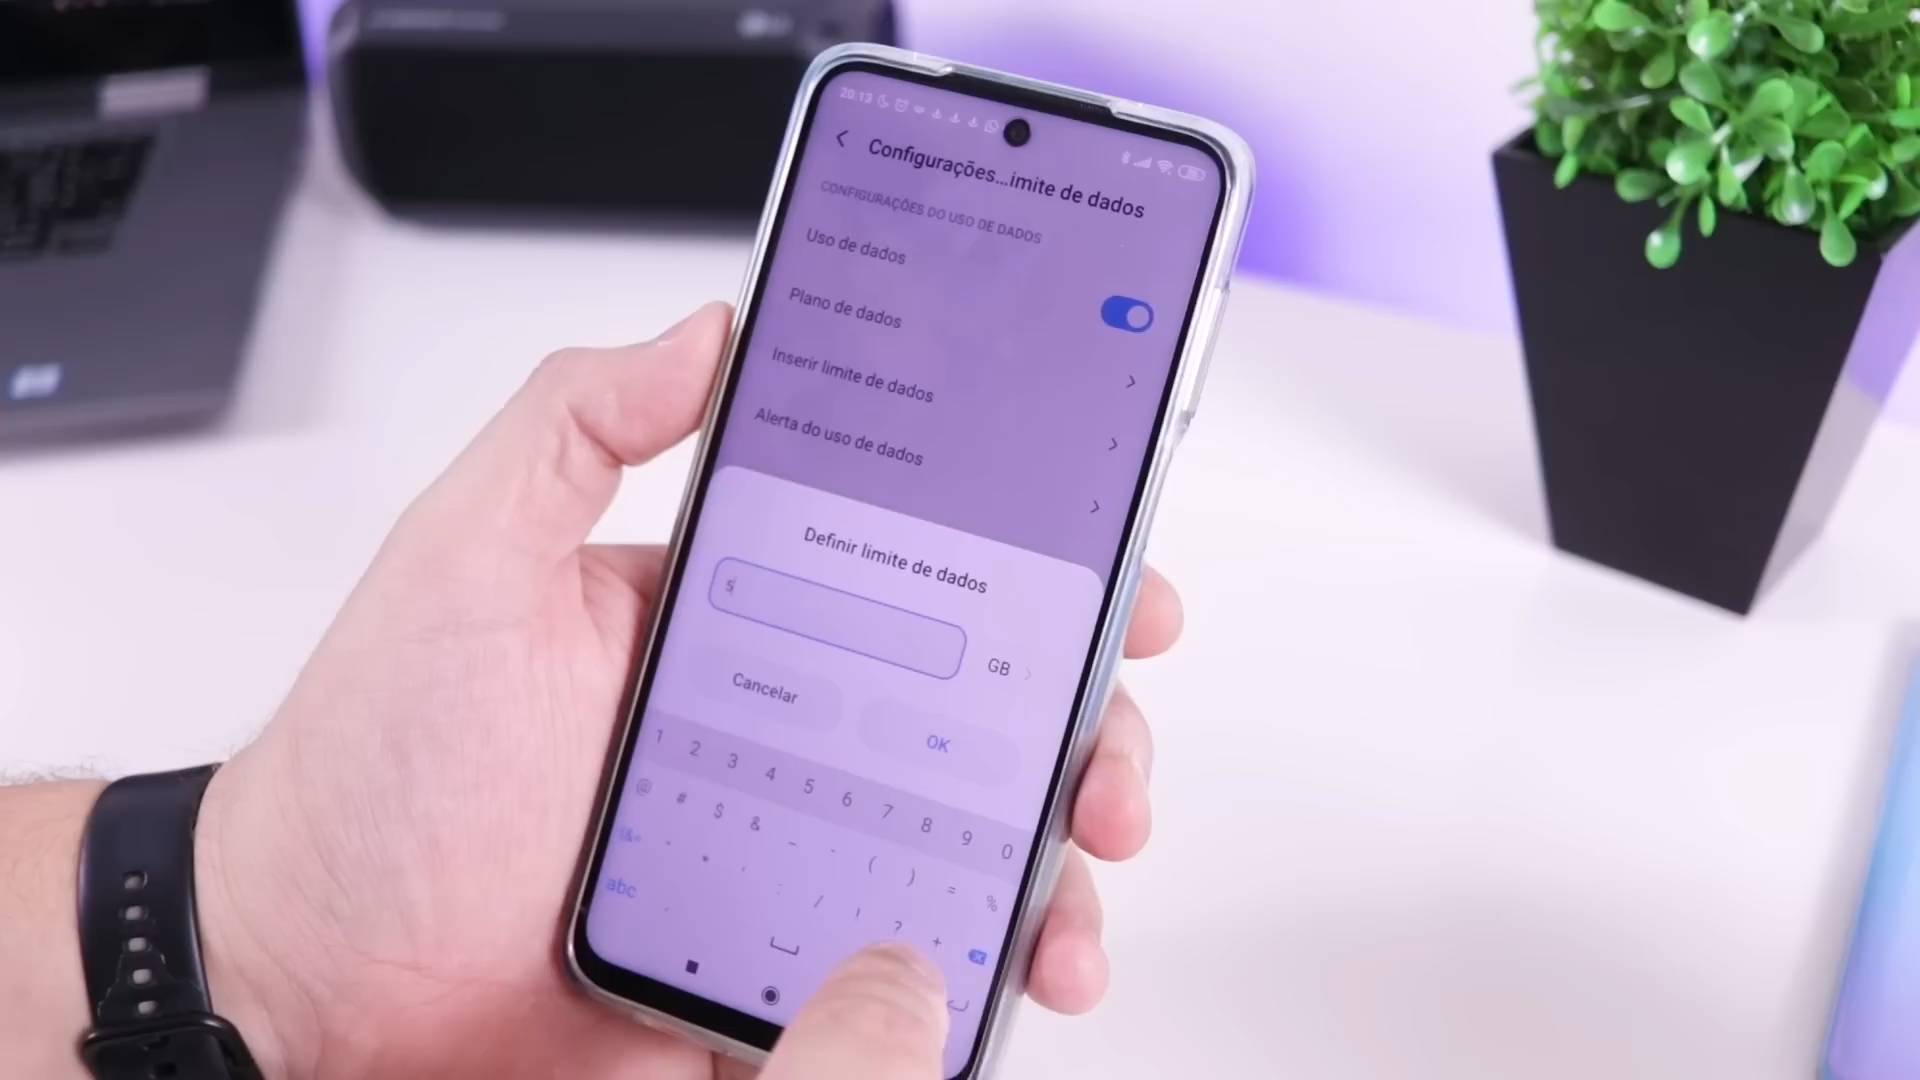 20:13
Configurações...imite de dados
CONFIGURAÇÕES DO USO DE DADOS
Uso de dados
Plano de dados
Inserir limite de dados
Alerta do uso de dados
Definir limite de dados
GB
Cancelar
OK
1 2 3 4 5 6 7 8 9 0
@ # $ & _ - ( ) = %
" * ' : / ! ? +
abc ,